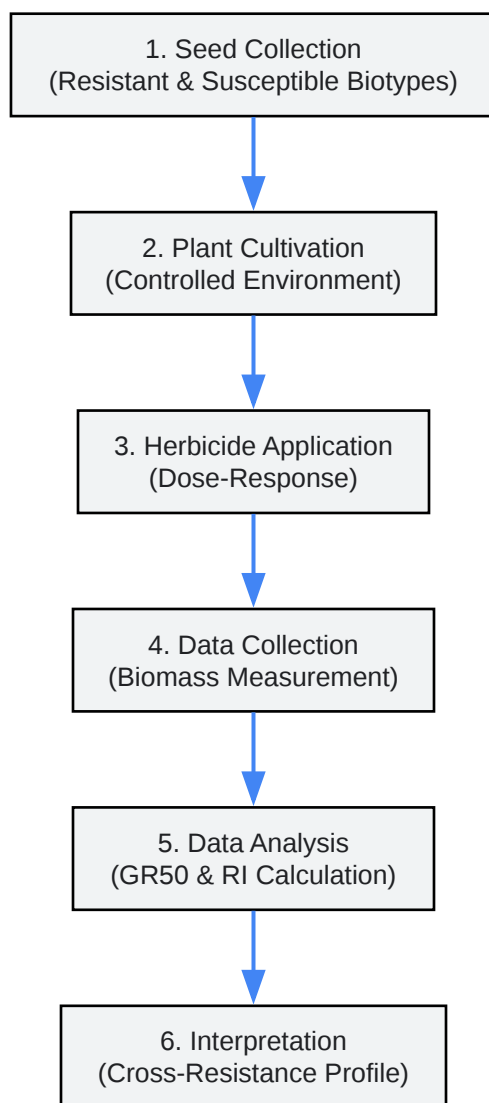 1. Seed Collection
(Resistant & Susceptible Biotypes)
2. Plant Cultivation
(Controlled Environment)
3. Herbicide Application
(Dose-Response)
4. Data Collection
(Biomass Measurement)
5. Data Analysis
(GR50 & RI Calculation)
6. Interpretation
(Cross-Resistance Profile)